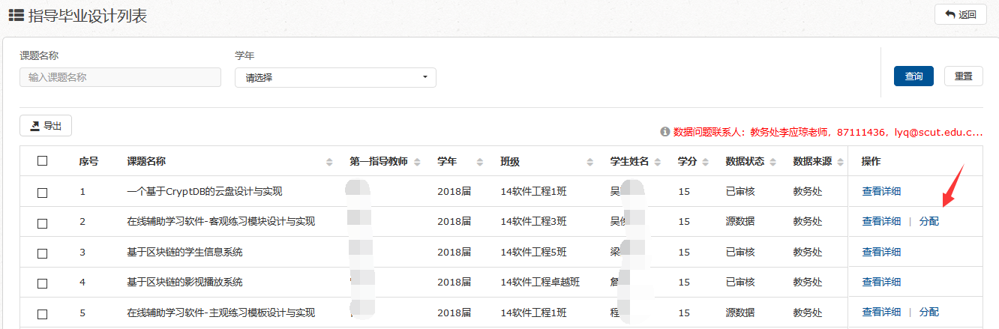 指导毕业设计列表
返回
课题名称 学年
输入课题名称 请选择 查询 重置
导出
数据问题联系人：教务处李应琼老师，87111436，lyq@scut.edu.c...
序号 课题名称 第一指导教师 学年 班级 学生姓名 学分 数据状态 数据来源 操作
1 一个基于CryptDB的云盘设计与实现 2018届 14软件工程1班 吴 15 已审核 教务处 查看详细
2 在线辅助学习软件-客观练习模块设计与实现 2018届 14软件工程3班 吴 15 源数据 教务处 查看详细 | 分配
3 基于区块链的学生信息系统 2018届 14软件工程5班 梁 15 已审核 教务处 查看详细
4 基于区块链的影视播放系统 2018届 14软件工程卓越班 詹 15 已审核 教务处 查看详细
5 在线辅助学习软件-主观练习模板设计与实现 2018届 14软件工程1班 程 15 源数据 教务处 查看详细 | 分配